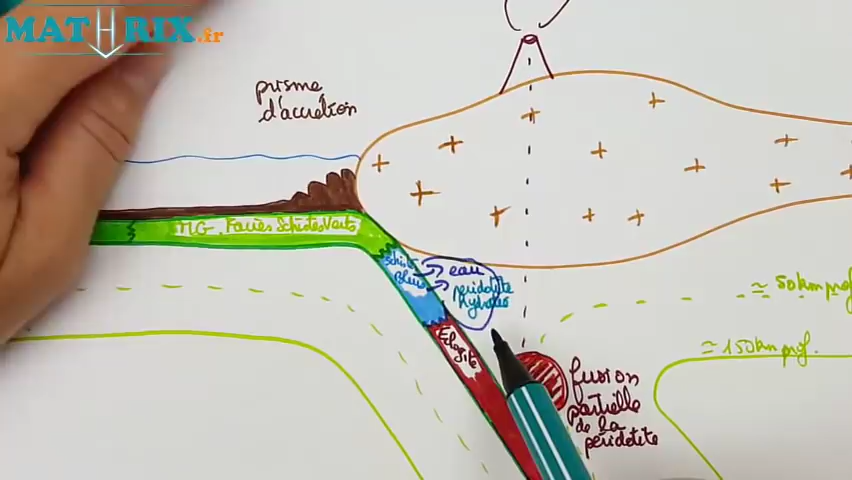 MATHRIX.fr
prisme
d'accrétion
MG. Faciès Schistes Verts
schiste
Bleus
eau
péridotite
hydratée
Eclogite
≈ 50 km prof
≈ 150 km prof.
fusion
partielle
de la
péridotite